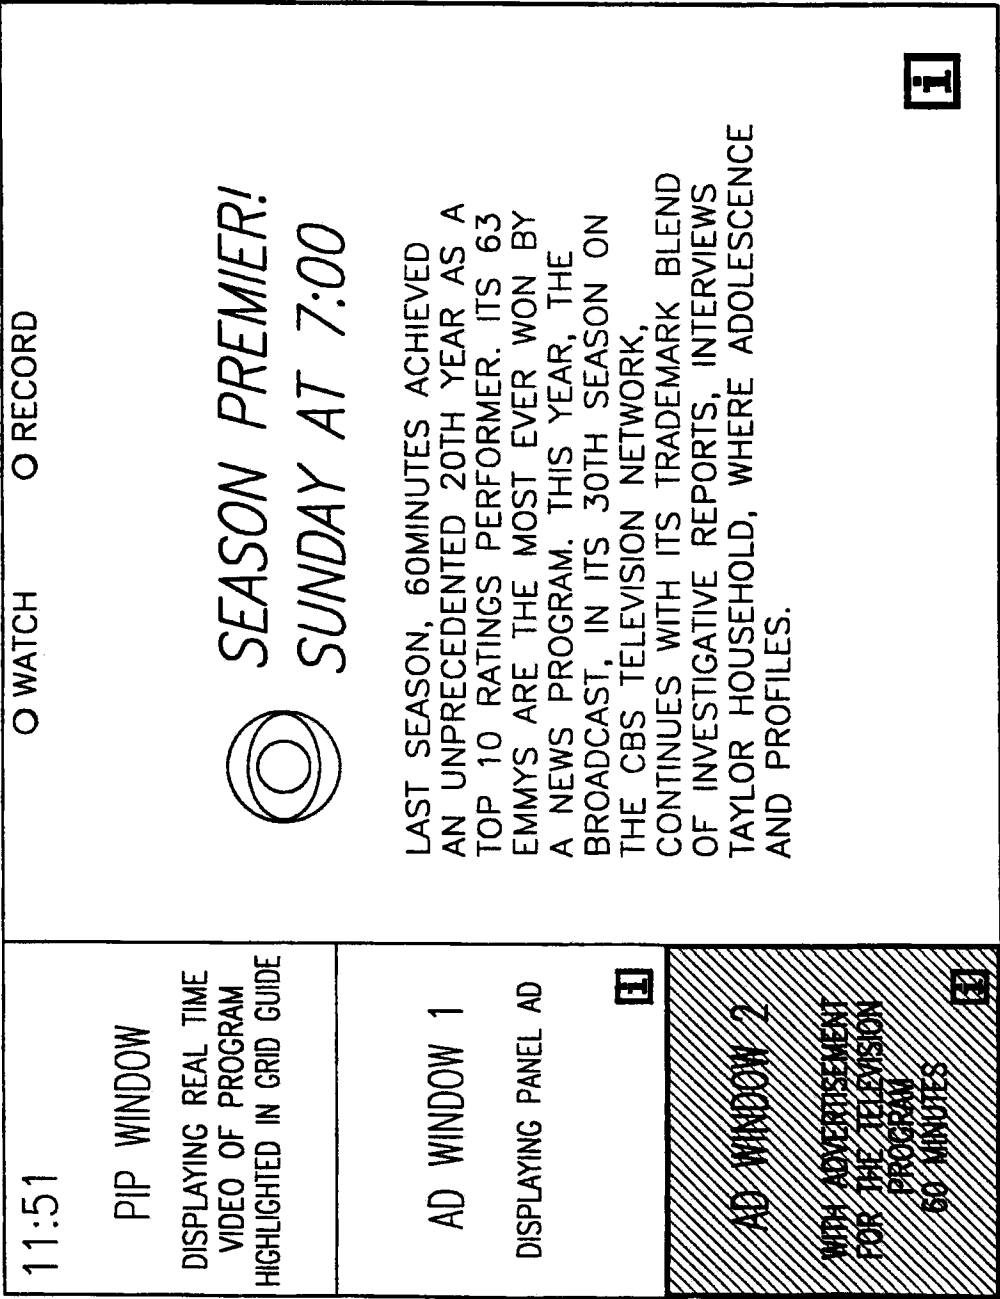 11:51
PIP WINDOW
DISPLAYING REAL TIME
VIDEO OF PROGRAM
HIGHLIGHTED IN GRID GUIDE
AD WINDOW 1
DISPLAYING PANEL AD
i
AD WINDOW 2
WITH ADVERTISEMENT
FOR THE TELEVISION
PROGRAM
60 MINUTES
i
O WATCH O RECORD
SEASON PREMIER!
SUNDAY AT 7:00
LAST SEASON, 60MINUTES ACHIEVED
AN UNPRECEDENTED 20TH YEAR AS A
TOP 10 RATINGS PERFORMER. ITS 63
EMMYS ARE THE MOST EVER WON BY
A NEWS PROGRAM. THIS YEAR, THE
BROADCAST, IN ITS 30TH SEASON ON
THE CBS TELEVISION NETWORK,
CONTINUES WITH ITS TRADEMARK BLEND
OF INVESTIGATIVE REPORTS, INTERVIEWS
TAYLOR HOUSEHOLD, WHERE ADOLESCENCE
AND PROFILES.
i